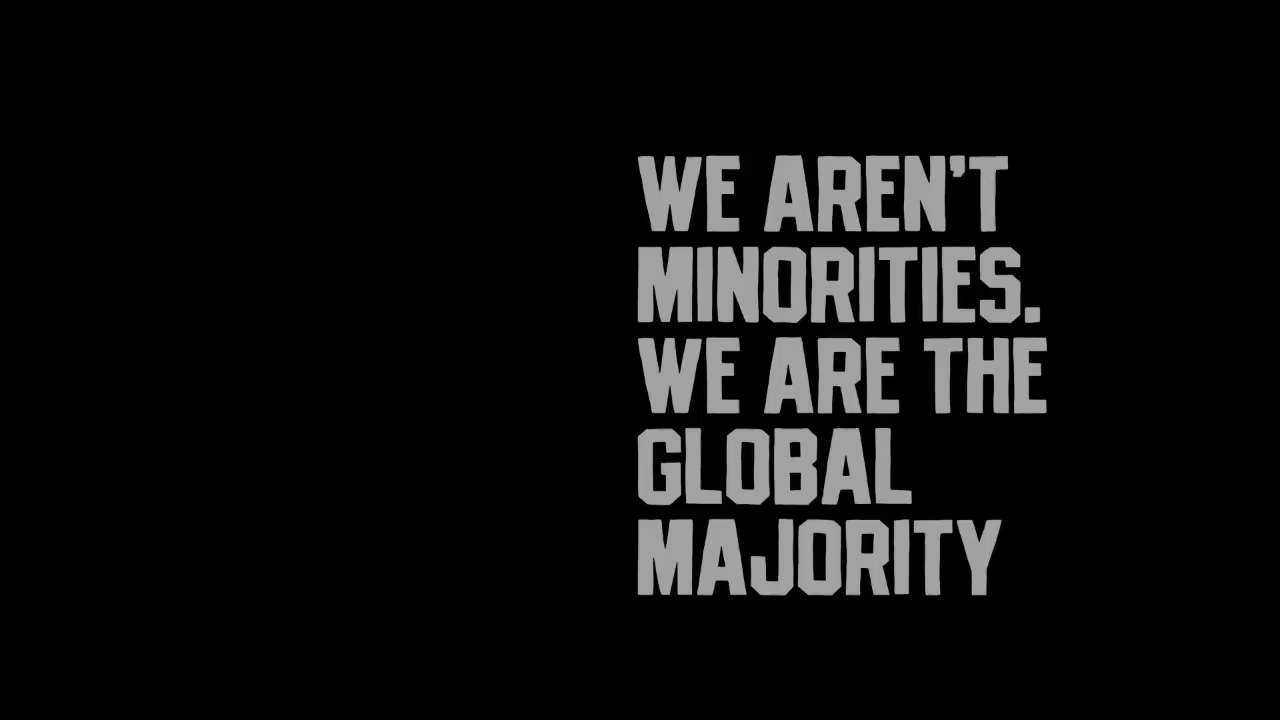 WE AREN'T
MINORITIES.
WE ARE THE
GLOBAL
MAJORITY